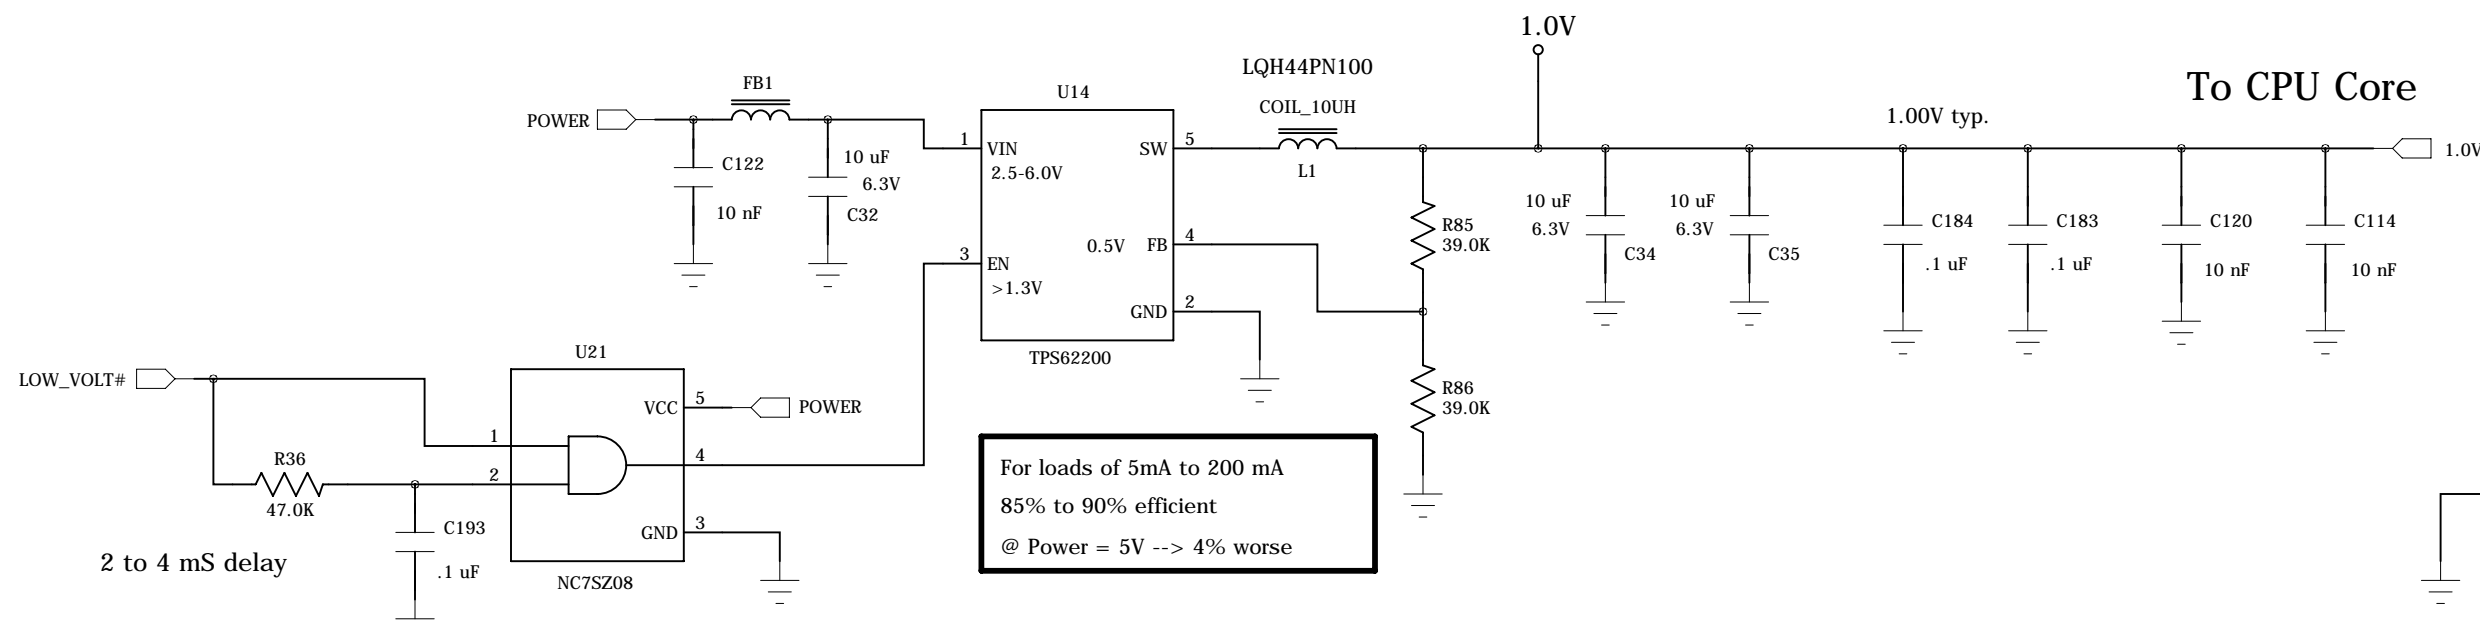 1.0V
To CPU Core
LQH44PN100
FB1
U14
COIL_10UH
1.00V typ.
POWER
1
VIN
2.5-6.0V
SW
5
L1
1.0V
C122
10 nF
10 uF
6.3V
C32
3
EN
>1.3V
0.5V
FB
4
GND
2
TPS62200
R85
39.0K
R86
39.0K
10 uF
6.3V
C34
10 uF
6.3V
C35
C184
.1 uF
C183
.1 uF
C120
10 nF
C114
10 nF
LOW_VOLT#
U21
VCC
5
POWER
1
2
4
R36
47.0K
C193
.1 uF
GND
3
NC7SZ08
2 to 4 mS delay
For loads of 5mA to 200 mA
85% to 90% efficient
@ Power = 5V --> 4% worse